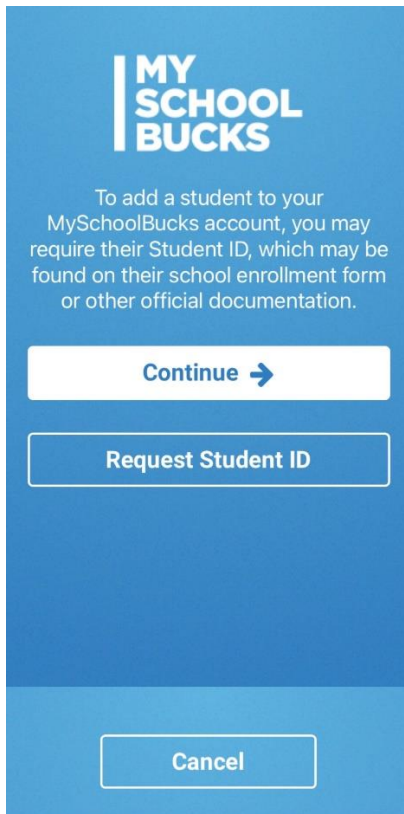 MY
SCHOOL
BUCKS
To add a student to your
MySchoolBucks account, you may
require their Student ID, which may be
found on their school enrollment form
or other official documentation.
Continue →
Request Student ID
Cancel